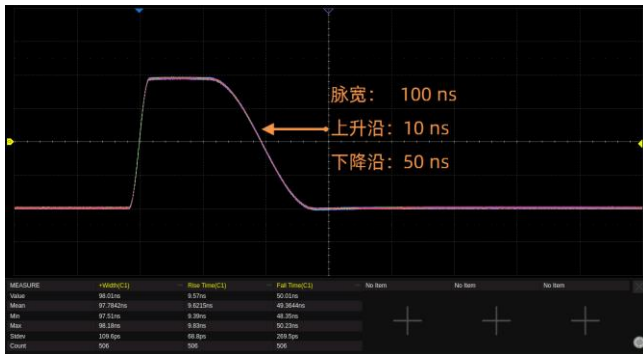 脉宽： 100 ns
上升沿：10 ns
下降沿：50 ns
MEASURE +Width(C1) Rise Time(C1) Fall Time(C1) No Item No Item No Item
Value 98.01ns 9.57ns 50.01ns
Mean 97.7842ns 9.6215ns 49.3644ns
Min 97.51ns 9.39ns 48.35ns
Max 98.18ns 9.83ns 50.23ns
Stdev 109.6ps 68.8ps 269.5ps
Count 506 506 506